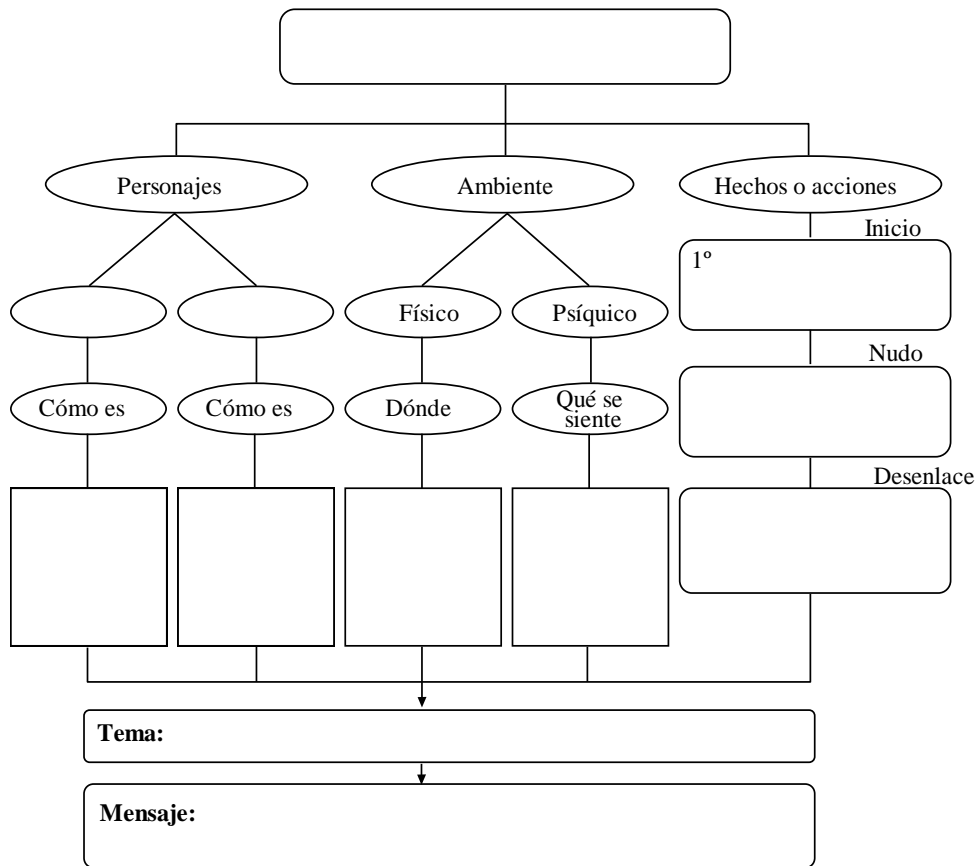 Personajes
Ambiente
Hechos o acciones
Inicio
1º
Físico
Psíquico
Nudo
Cómo es
Cómo es
Dónde
Qué se
siente
Desenlace
Tema:
Mensaje: